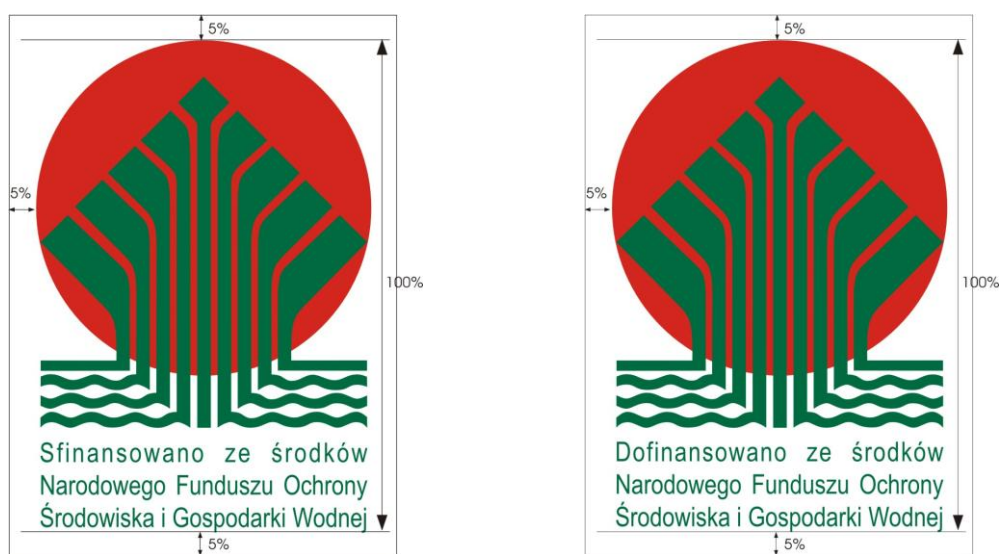 5%
5%
100%
Sfinansowano ze środków
Narodowego Funduszu Ochrony
Środowiska i Gospodarki Wodnej
5%
5%
5%
100%
Dofinansowano ze środków
Narodowego Funduszu Ochrony
Środowiska i Gospodarki Wodnej
5%